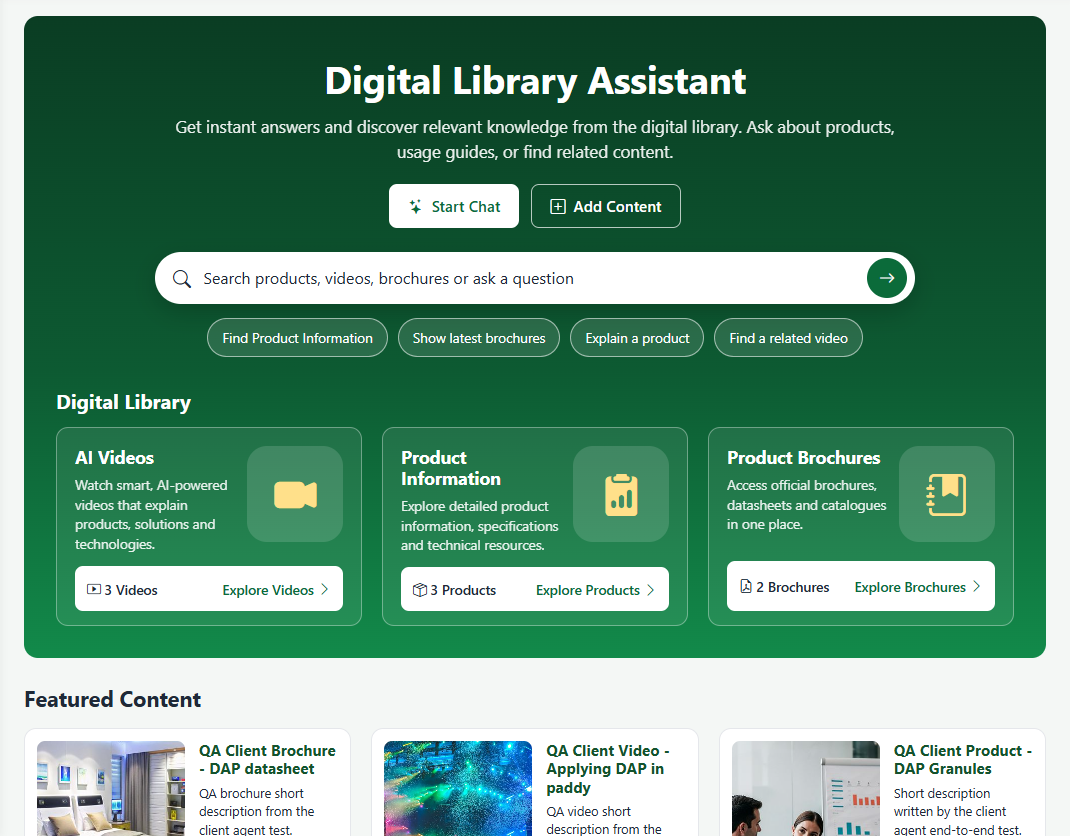 Digital Library Assistant
Get instant answers and discover relevant knowledge from the digital library. Ask about products,
usage guides, or find related content.
Start Chat
Add Content
Search products, videos, brochures or ask a question
Find Product Information
Show latest brochures
Explain a product
Find a related video
Digital Library
AI Videos
Watch smart, AI-powered
videos that explain
products, solutions and
technologies.
3 Videos
Explore Videos
Product
Information
Explore detailed product
information, specifications
and technical resources.
3 Products
Explore Products
Product Brochures
Access official brochures,
datasheets and catalogues
in one place.
2 Brochures
Explore Brochures
Featured Content
QA Client Brochure
- DAP datasheet
QA brochure short
description from the
client agent test.
QA Client Video -
Applying DAP in
paddy
QA video short
description from the
QA Client Product -
DAP Granules
Short description
written by the client
agent end-to-end test.